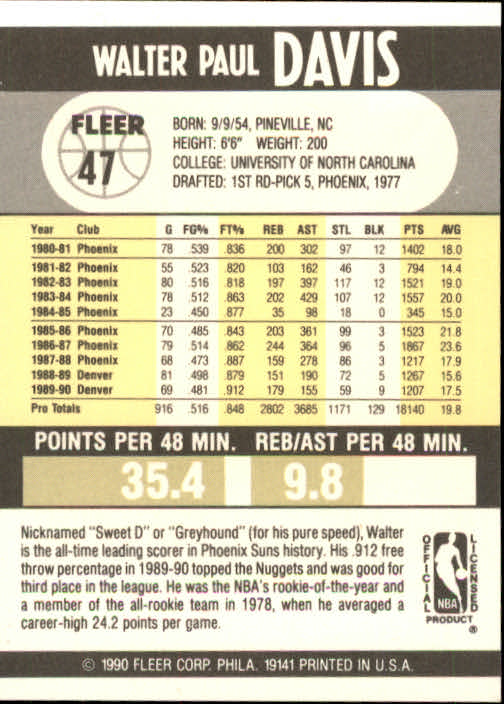 WALTER PAUL DAVIS
FLEER
47
BORN: 9/9/54, PINEVILLE, NC
HEIGHT: 6'6" WEIGHT: 200
COLLEGE: UNIVERSITY OF NORTH CAROLINA
DRAFTED: 1ST RD-PICK 5, PHOENIX, 1977
Year Club G FG% FT% REB AST STL BLK PTS AVG
1980-81 Phoenix 78 .539 .836 200 302 97 12 1402 18.0
1981-82 Phoenix 55 .523 .820 103 162 46 3 794 14.4
1982-83 Phoenix 80 .516 .818 197 397 117 12 1521 19.0
1983-84 Phoenix 78 .512 .863 202 429 107 12 1557 20.0
1984-85 Phoenix 23 .450 .877 35 98 18 0 345 15.0
1985-86 Phoenix 70 .485 .843 203 361 99 3 1523 21.8
1986-87 Phoenix 79 .514 .862 244 364 96 5 1867 23.6
1987-88 Phoenix 68 .473 .887 159 278 86 3 1217 17.9
1988-89 Denver 81 .498 .879 151 190 72 5 1267 15.6
1989-90 Denver 69 .481 .912 179 155 59 9 1207 17.5
Pro Totals 916 .516 .848 2802 3685 1171 129 18140 19.8
POINTS PER 48 MIN. REB/AST PER 48 MIN.
35.4 9.8
Nicknamed "Sweet D" or "Greyhound" (for his pure speed), Walter
is the all-time leading scorer in Phoenix Suns history. His .912 free
throw percentage in 1989-90 topped the Nuggets and was good for
third place in the league. He was the NBA's rookie-of-the-year and
a member of the all-rookie team in 1978, when he averaged a
career-high 24.2 points per game.
OFFICIAL
LICENSED
NBA
PRODUCT
®
© 1990 FLEER CORP. PHILA. 19141 PRINTED IN U.S.A.